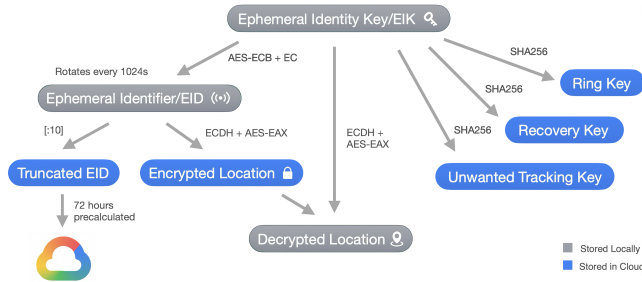 Ephemeral Identity Key/EIK
AES-ECB + EC
SHA256
Rotates every 1024s
Ring Key
SHA256
Ephemeral Identifier/EID
[:10]
ECDH + AES-EAX
ECDH +
AES-EAX
SHA256
Recovery Key
Truncated EID
Encrypted Location
Unwanted Tracking Key
72 hours
precalculated
Decrypted Location
Stored Locally
Stored in Cloud